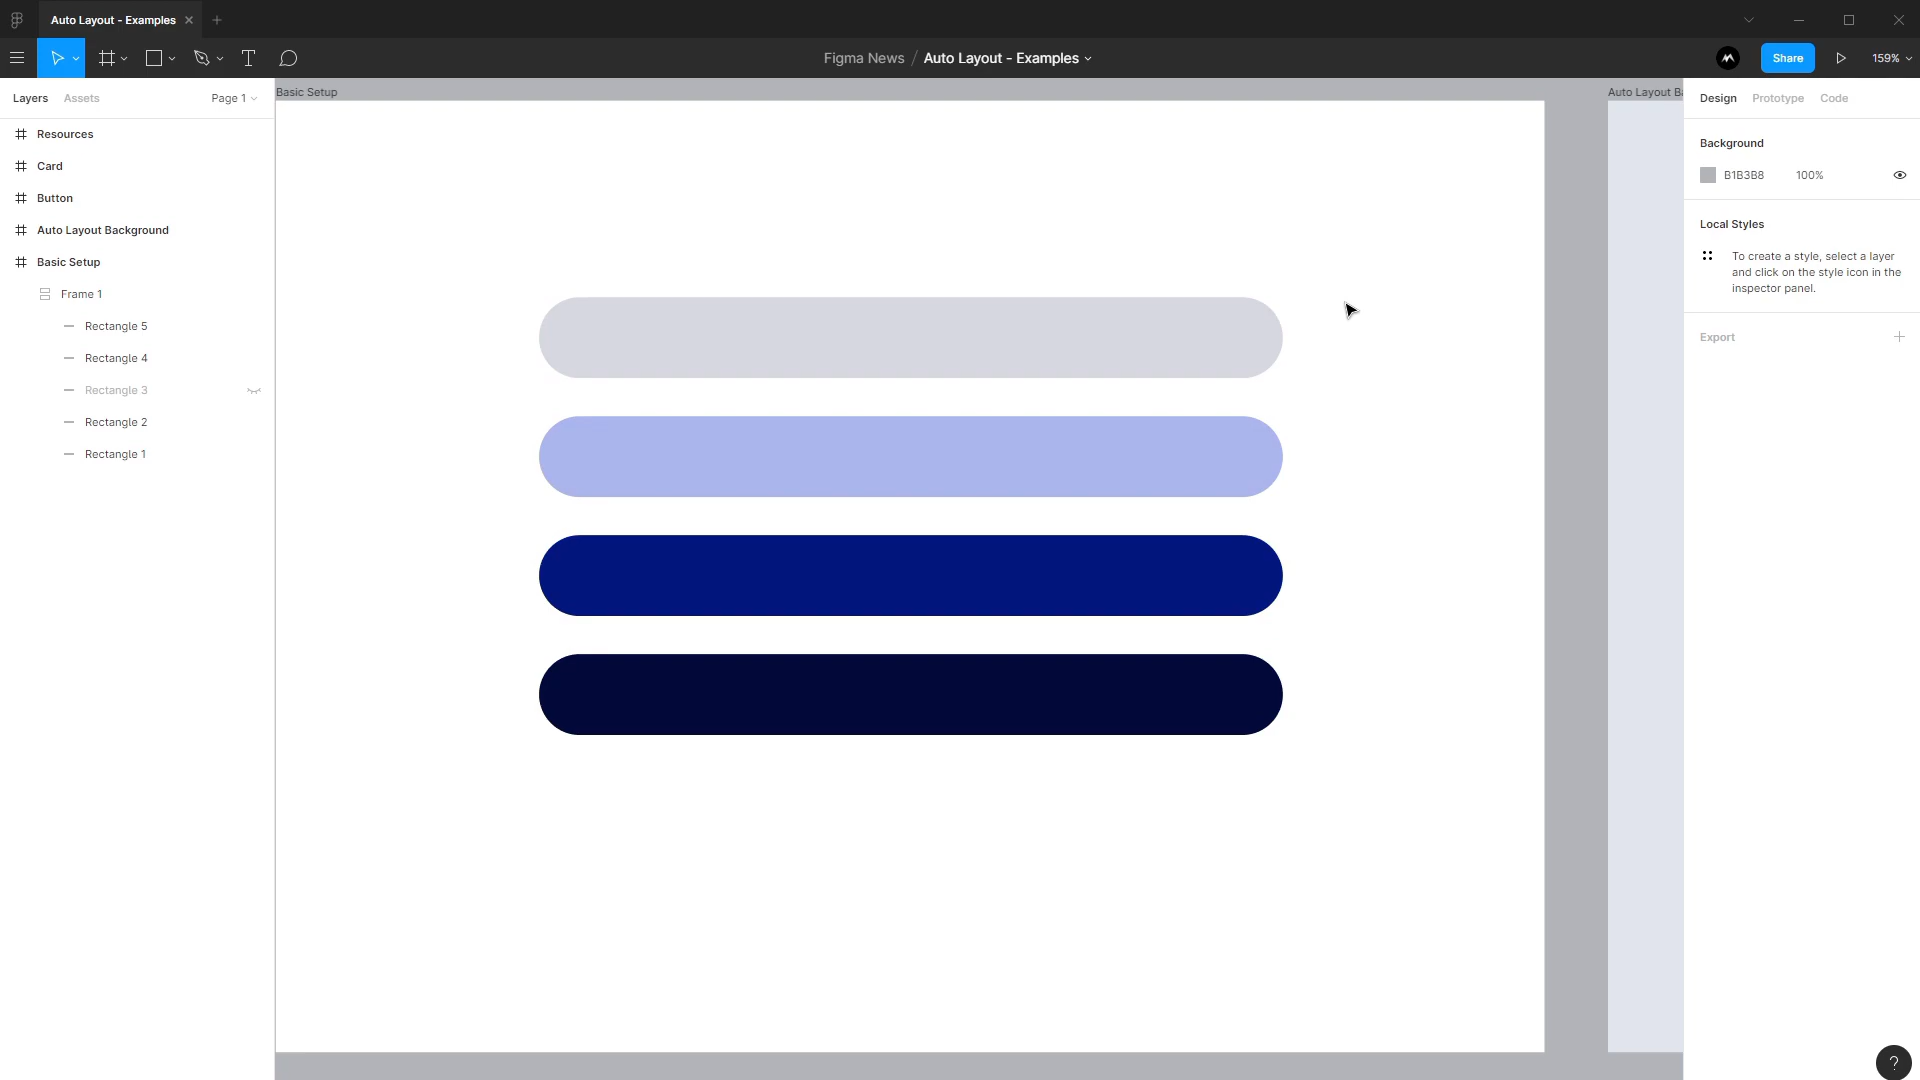 Auto Layout - Examples
Figma News / Auto Layout - Examples
Share
159%
Layers Assets Page 1
Resources
Card
Button
Auto Layout Background
Basic Setup
Frame 1
Rectangle 5
Rectangle 4
Rectangle 3
Rectangle 2
Rectangle 1
Basic Setup
Auto Layout Ba
Design Prototype Code
Background
B1B3B8 100%
Local Styles
To create a style, select a layer
and click on the style icon in the
inspector panel.
Export
?